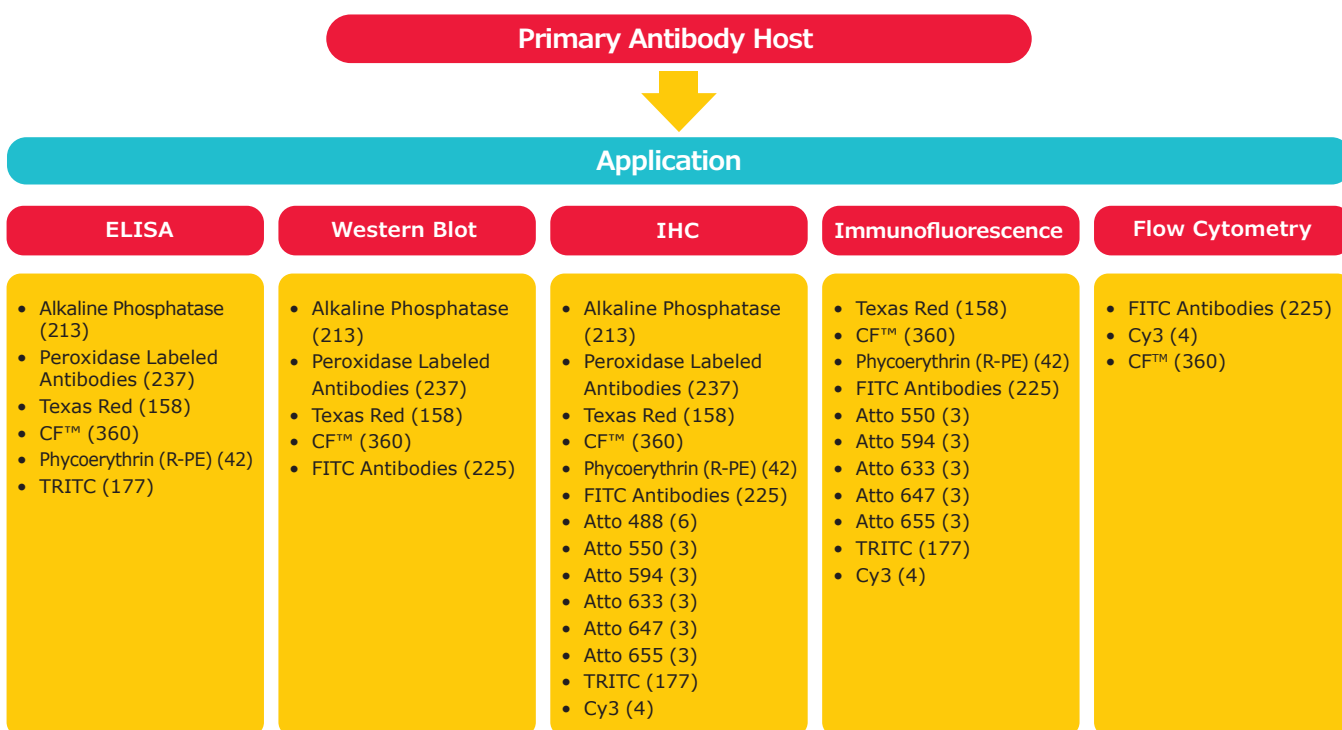 Primary Antibody Host
Application
ELISA
• Alkaline Phosphatase
(213)
• Peroxidase Labeled
Antibodies (237)
• Texas Red (158)
• CF™ (360)
• Phycoerythrin (R-PE) (42)
• TRITC (177)
Western Blot
• Alkaline Phosphatase
(213)
• Peroxidase Labeled
Antibodies (237)
• Texas Red (158)
• CF™ (360)
• FITC Antibodies (225)
IHC
• Alkaline Phosphatase
(213)
• Peroxidase Labeled
Antibodies (237)
• Texas Red (158)
• CF™ (360)
• Phycoerythrin (R-PE) (42)
• FITC Antibodies (225)
• Atto 488 (6)
• Atto 550 (3)
• Atto 594 (3)
• Atto 633 (3)
• Atto 647 (3)
• Atto 655 (3)
• TRITC (177)
• Cy3 (4)
Immunofluorescence
• Texas Red (158)
• CF™ (360)
• Phycoerythrin (R-PE) (42)
• FITC Antibodies (225)
• Atto 550 (3)
• Atto 594 (3)
• Atto 633 (3)
• Atto 647 (3)
• Atto 655 (3)
• TRITC (177)
• Cy3 (4)
Flow Cytometry
• FITC Antibodies (225)
• Cy3 (4)
• CF™ (360)